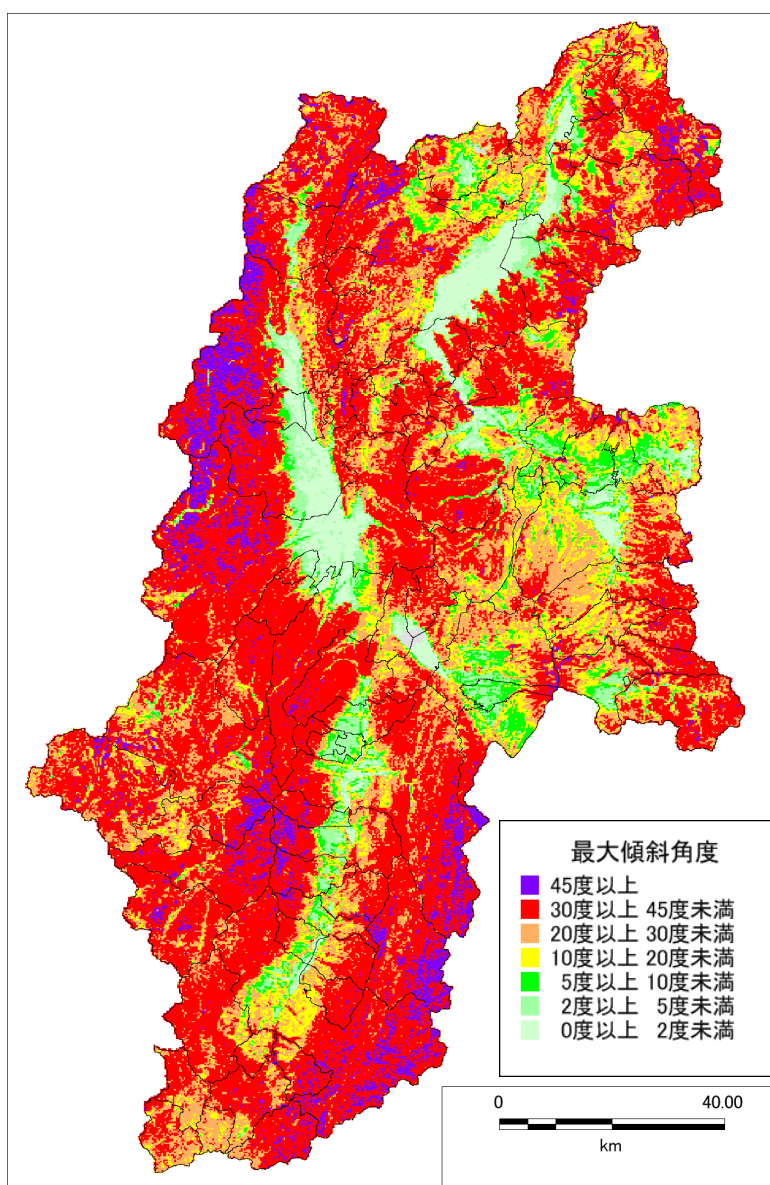 最大傾斜角度
45度以上
30度以上 45度未満
20度以上 30度未満
10度以上 20度未満
5度以上 10度未満
2度以上 5度未満
0度以上 2度未満
0 40.00
km